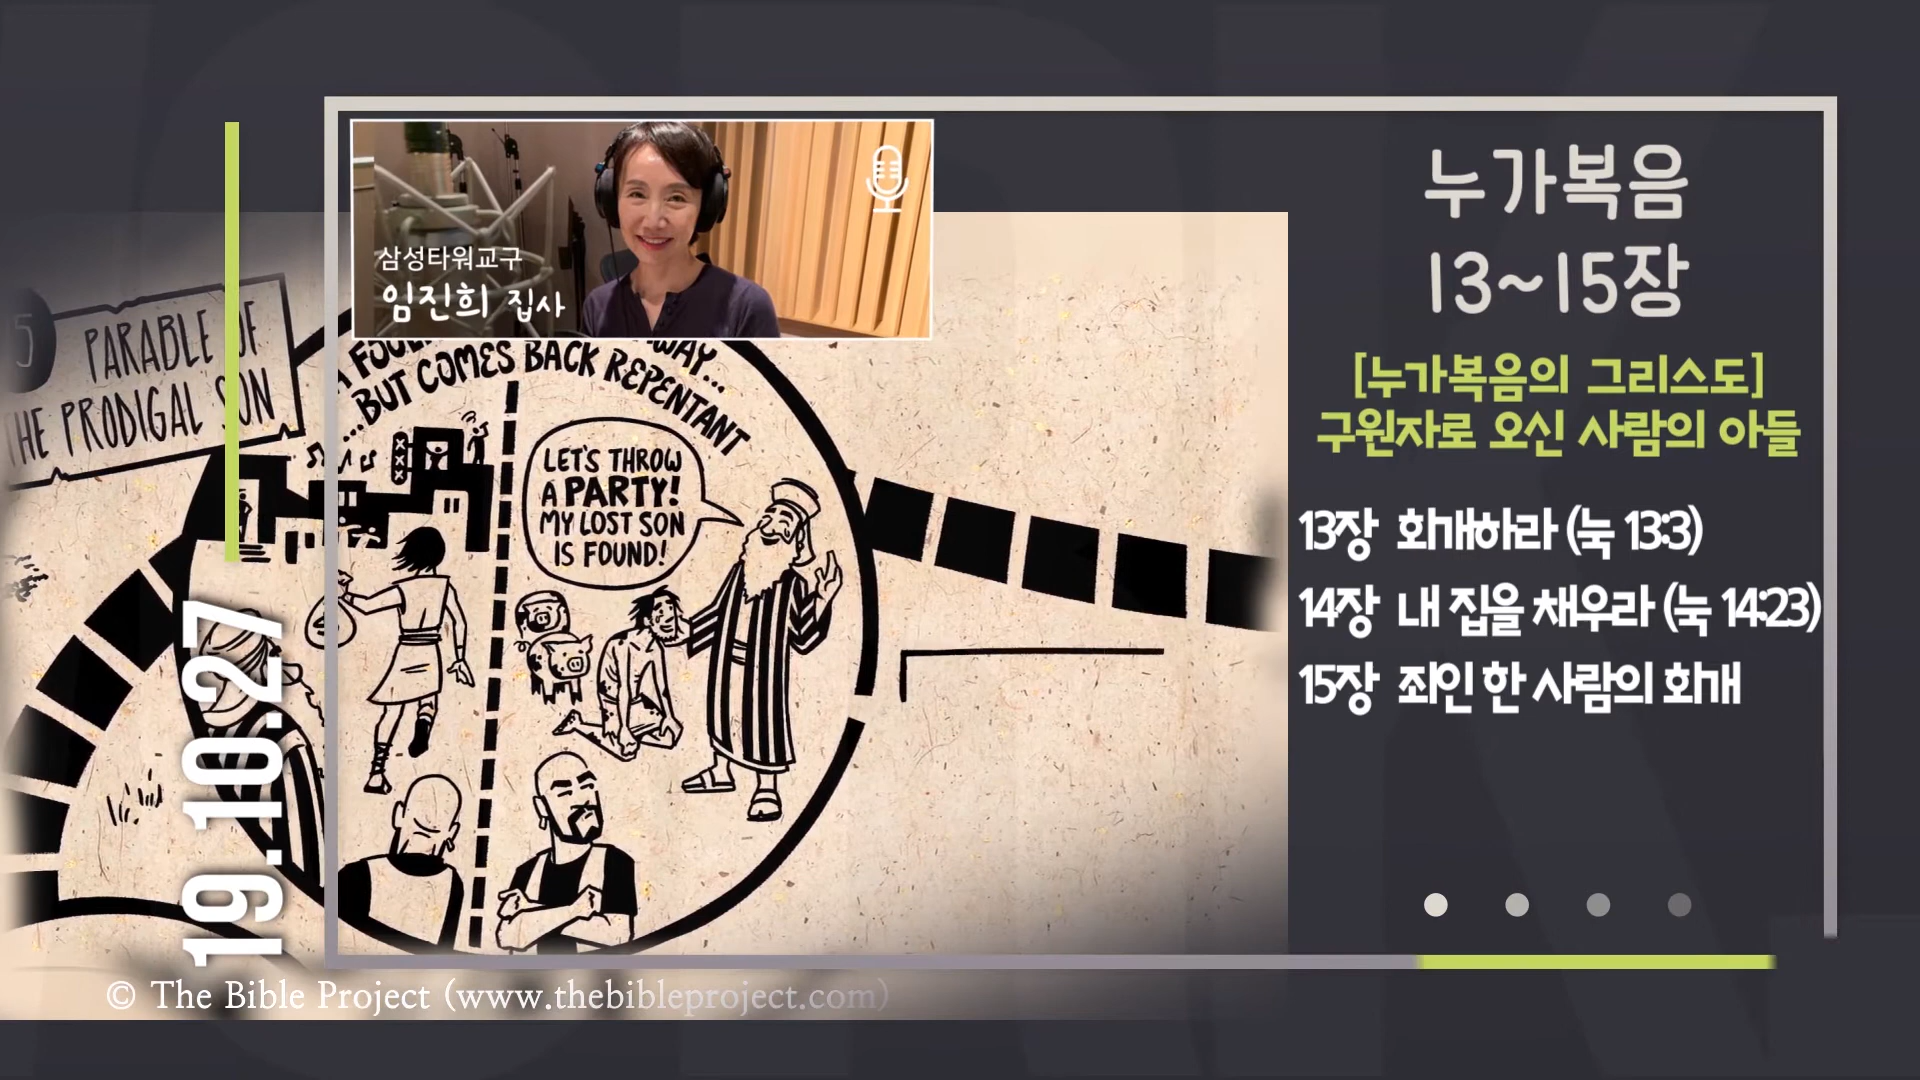 삼성타워교구
임진희 집사
누가복음
13~15장
[누가복음의 그리스도]
구원자로 오신 사람의 아들
13장 회개하라 (눅 13:3)
14장 내 집을 채우라 (눅 14:23)
15장 죄인 한 사람의 회개
5
PARABLE OF
THE PRODIGAL SON
WAY...
...BUT COMES BACK REPENTANT
LET'S THROW
A PARTY!
MY LOST SON
IS FOUND!
XXX
19.10.27
© The Bible Project (www.thebibleproject.com)